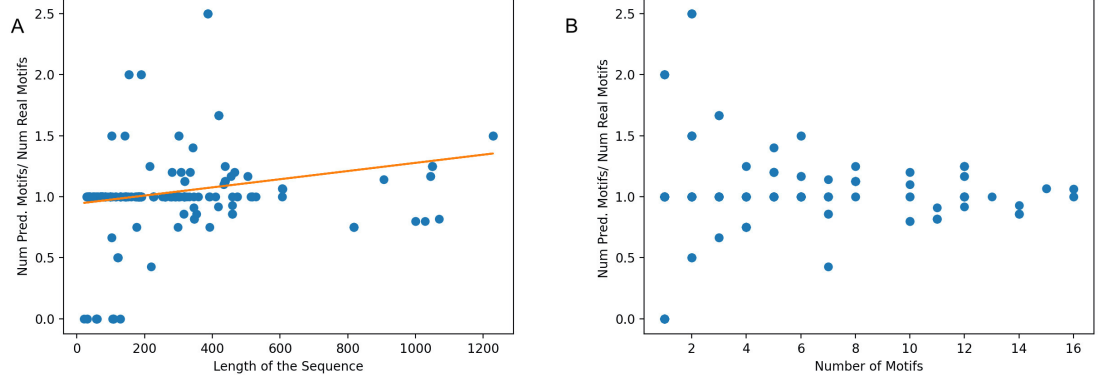 A
Num Pred. Motifs/ Num Real Motifs
2.5
2.0
1.5
1.0
0.5
0.0
0 200 400 600 800 1000 1200
Length of the Sequence
B
Num Pred. Motifs/ Num Real Motifs
2.5
2.0
1.5
1.0
0.5
0.0
2 4 6 8 10 12 14 16
Number of Motifs